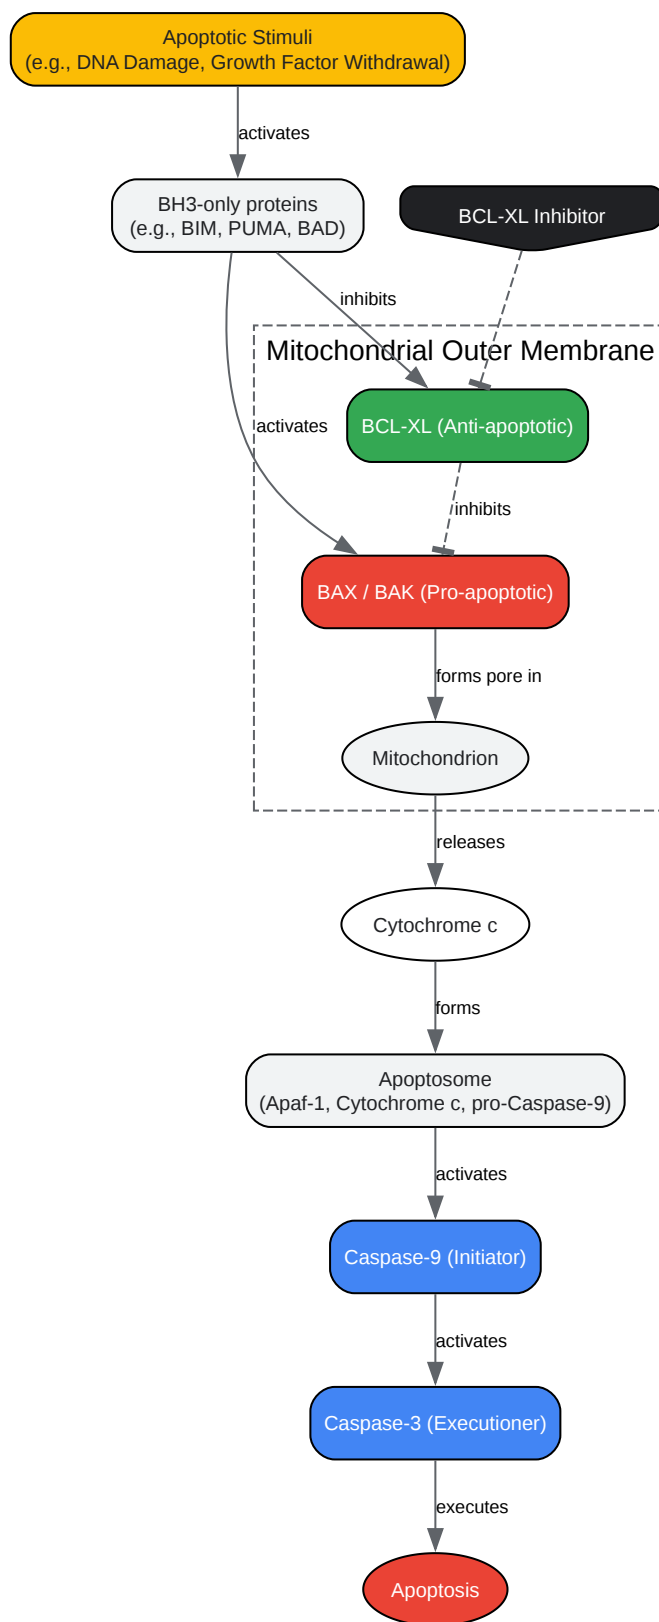 Apoptotic Stimuli
(e.g., DNA Damage, Growth Factor Withdrawal)
activates
BH3-only proteins
(e.g., BIM, PUMA, BAD)
BCL-XL Inhibitor
inhibits
Mitochondrial Outer Membrane
BCL-XL (Anti-apoptotic)
activates
inhibits
BAX / BAK (Pro-apoptotic)
forms pore in
Mitochondrion
releases
Cytochrome c
forms
Apoptosome
(Apaf-1, Cytochrome c, pro-Caspase-9)
activates
Caspase-9 (Initiator)
activates
Caspase-3 (Executioner)
executes
Apoptosis